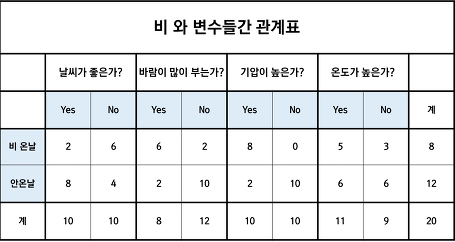 비 와 변수들간 관계표
날씨가 좋은가? 바람이 많이 부는가? 기압이 높은가? 온도가 높은가?
Yes No Yes No Yes No Yes No 계
비 온날 2 6 6 2 8 0 5 3 8
안온날 8 4 2 10 2 10 6 6 12
계 10 10 8 12 10 10 11 9 20